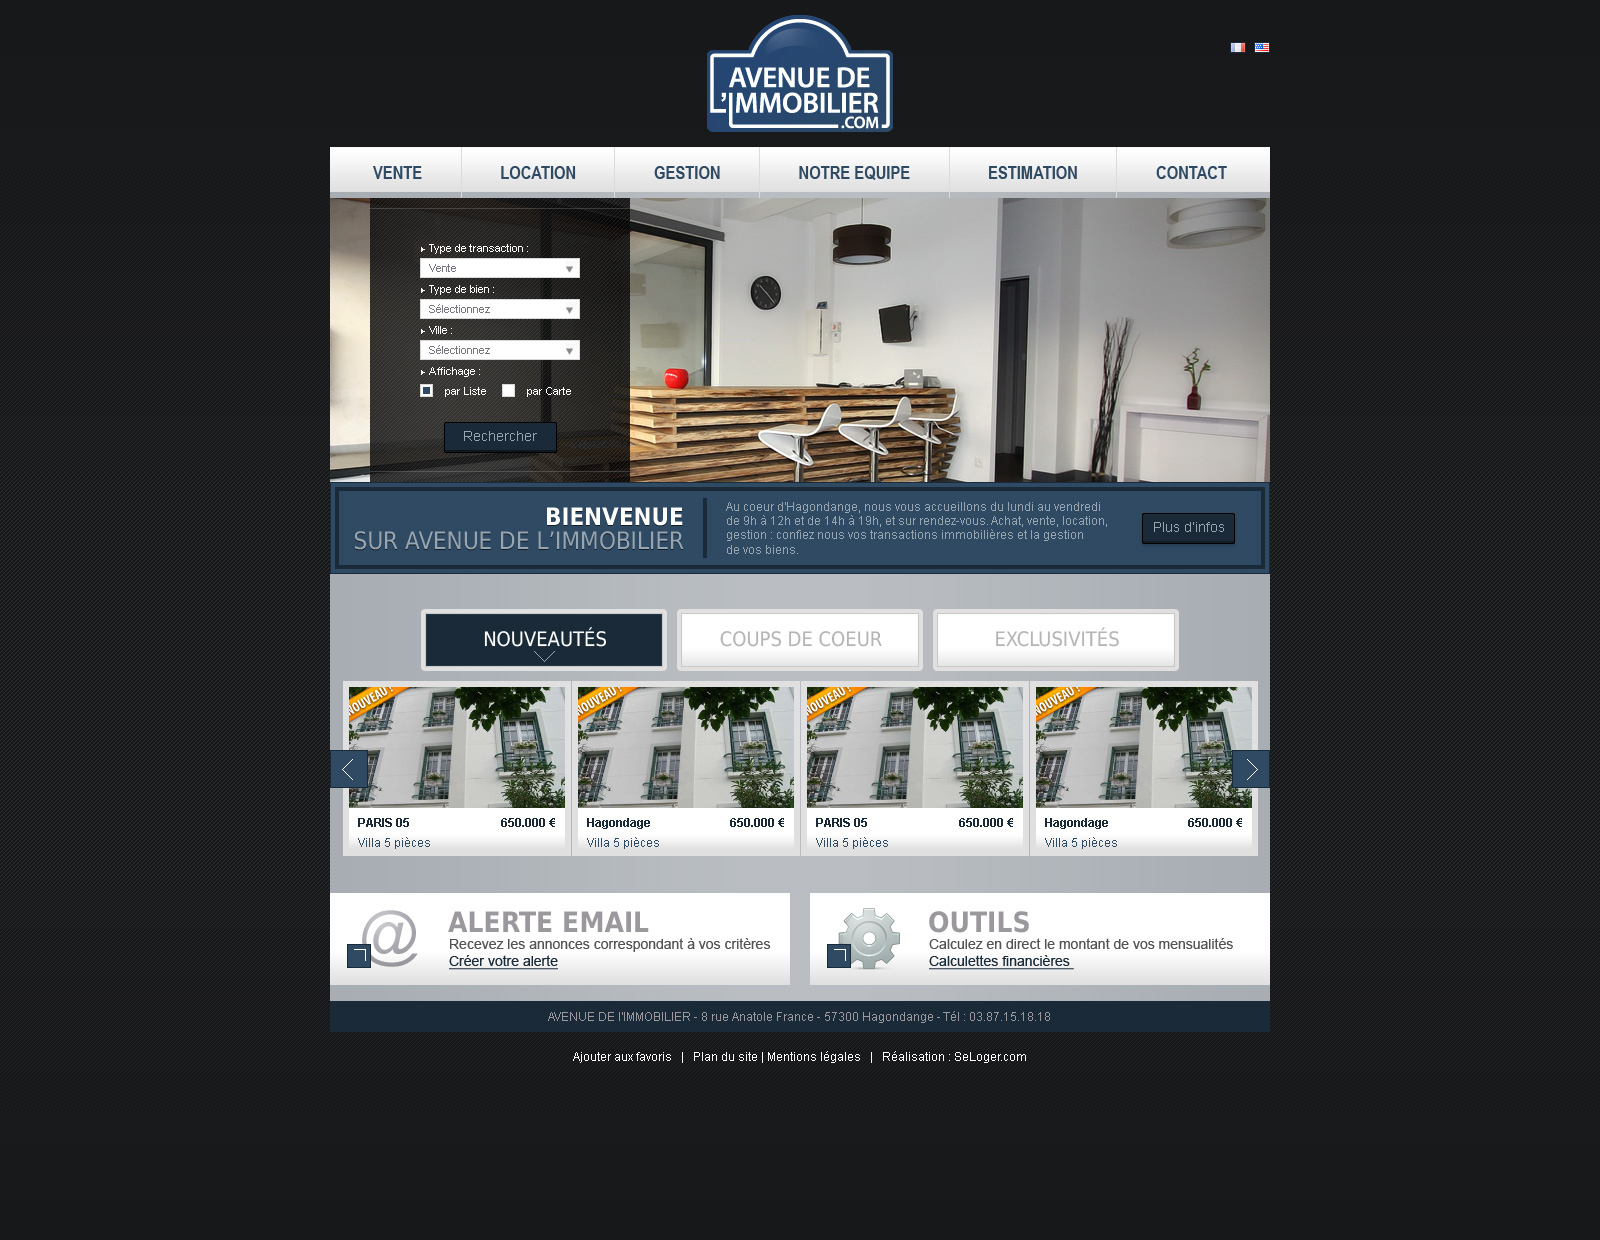 AVENUE DE
L'IMMOBILIER
.COM
VENTE
LOCATION
GESTION
NOTRE EQUIPE
ESTIMATION
CONTACT
Type de transaction :
Vente
Type de bien :
Sélectionnez
Ville :
Sélectionnez
Affichage :
par Liste
par Carte
Rechercher
BIENVENUE
SUR AVENUE DE L'IMMOBILIER
Au coeur d'Hagondange, nous vous accueillons du lundi au vendredi
de 9h à 12h et de 14h à 19h, et sur rendez-vous. Achat, vente, location,
gestion : confiez nous vos transactions immobilières et la gestion
de vos biens.
Plus d'infos
NOUVEAUTÉS
COUPS DE COEUR
EXCLUSIVITÉS
NOUVEAU !
NOUVEAU !
NOUVEAU !
NOUVEAU !
PARIS 05 650.000 €
Villa 5 pièces
Hagondage 650.000 €
Villa 5 pièces
PARIS 05 650.000 €
Villa 5 pièces
Hagondage 650.000 €
Villa 5 pièces
@
ALERTE EMAIL
Recevez les annonces correspondant à vos critères
Créer votre alerte
OUTILS
Calculez en direct le montant de vos mensualités
Calculettes financières
AVENUE DE l'IMMOBILIER - 8 rue Anatole France - 57300 Hagondange - Tél : 03.87.15.18.18
Ajouter aux favoris | Plan du site | Mentions légales | Réalisation : SeLoger.com